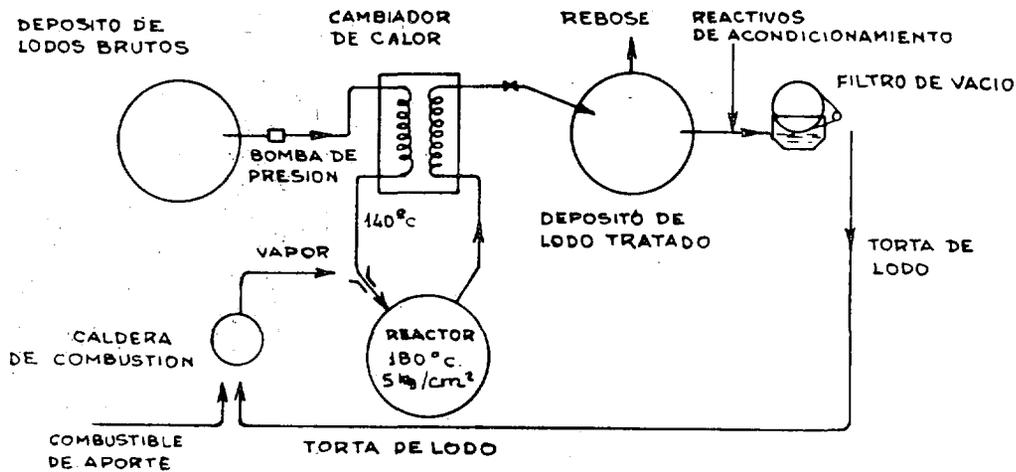 DEPOSITO DE
LODOS BRUTOS
CAMBIADOR
DE CALOR
REBOSE
REACTIVOS
DE ACONDICIONAMIENTO
FILTRO DE VACIO
BOMBA DE
PRESION
140ºC
DEPOSITO DE
LODO TRATADO
VAPOR
TORTA DE
LODO
CALDERA
DE COMBUSTION
REACTOR
180°C.
5 kg/cm²
COMBUSTIBLE
DE APORTE
TORTA DE LODO